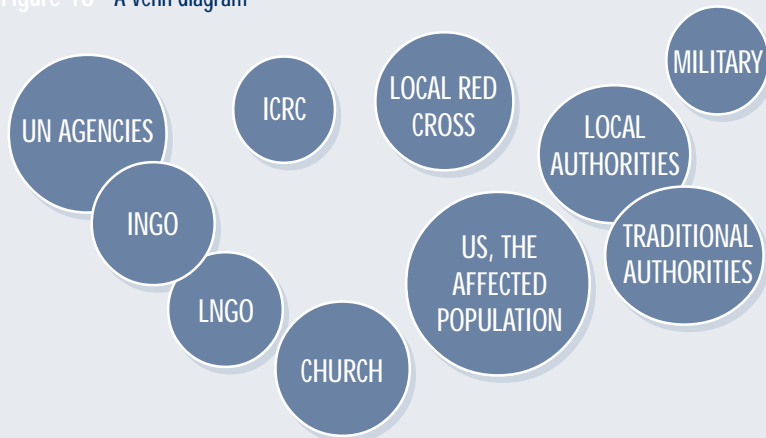 A Venn diagram
MILITARY
UN AGENCIES
ICRC
LOCAL RED
CROSS
LOCAL
AUTHORITIES
INGO
US, THE
AFFECTED
POPULATION
TRADITIONAL
AUTHORITIES
LNGO
CHURCH